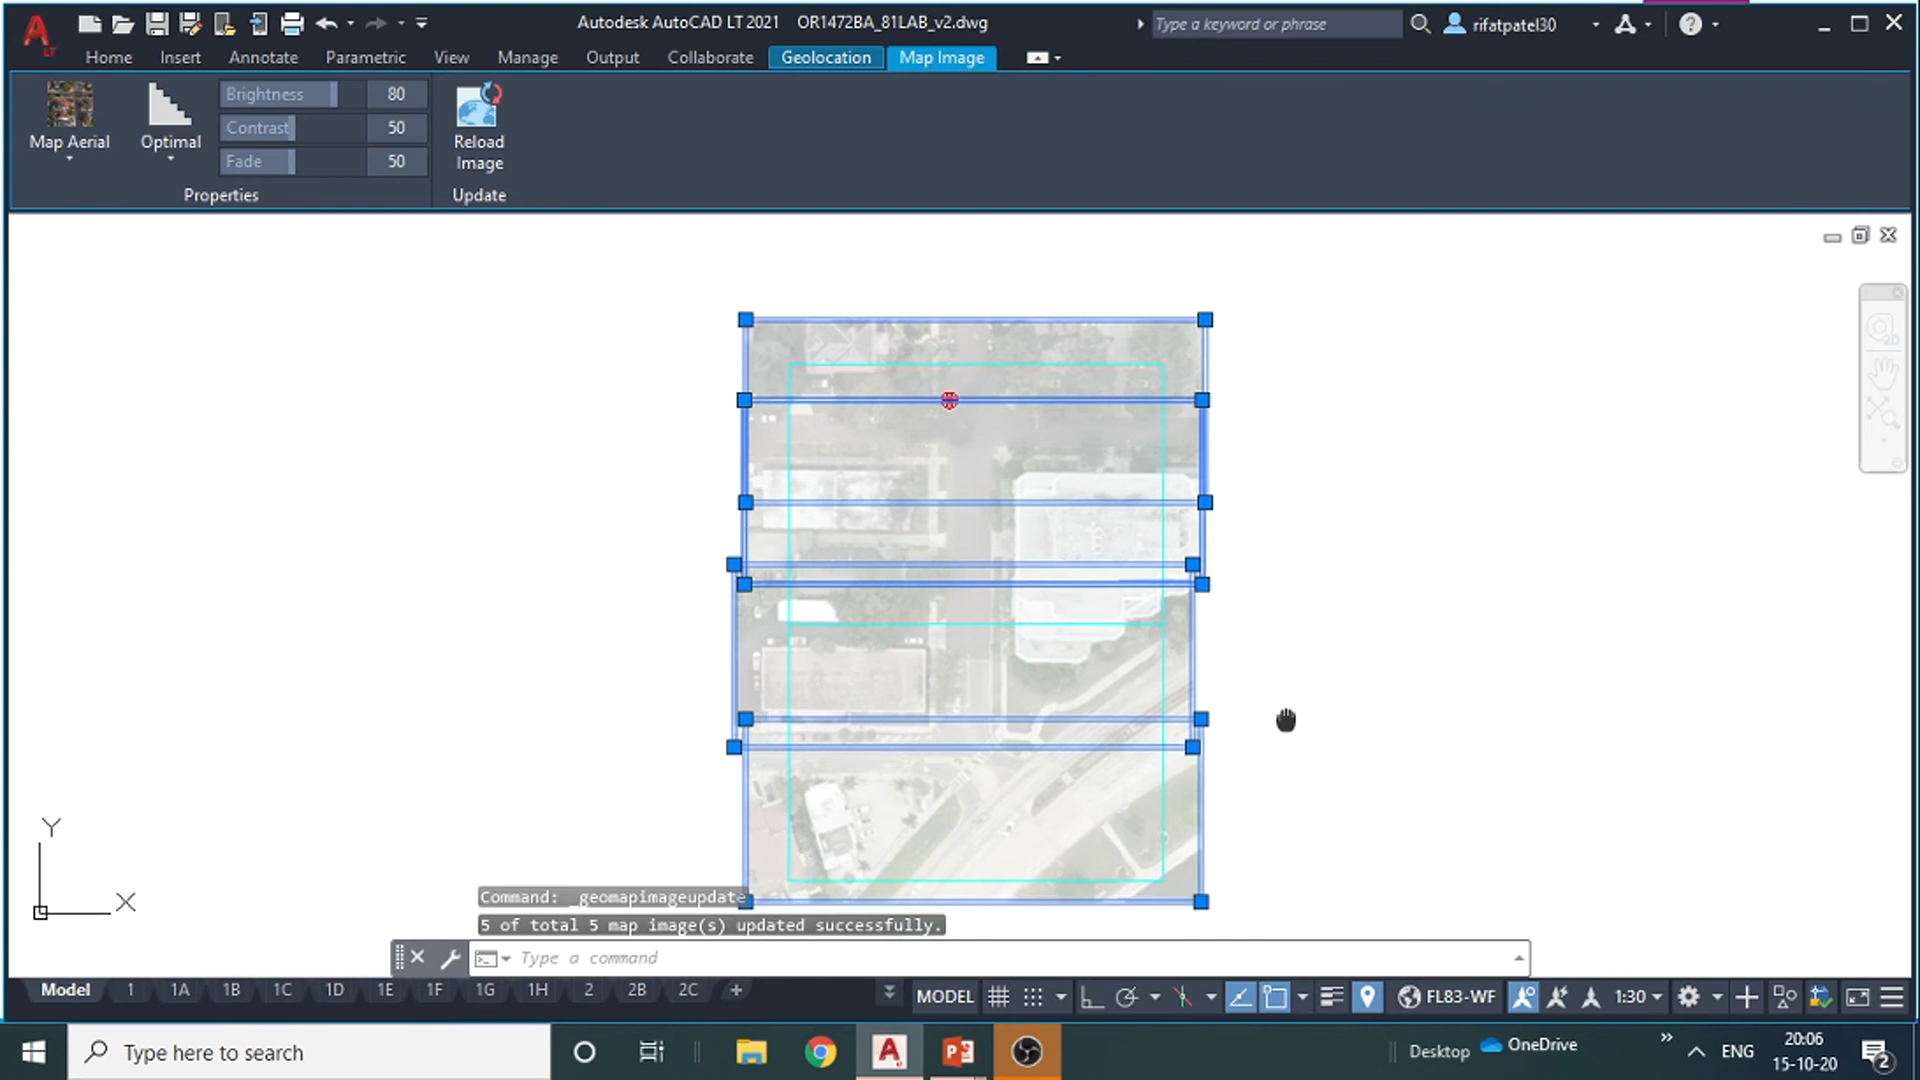 Autodesk AutoCAD LT 2021 OR1472BA_81LAB_v2.dwg
Type a keyword or phrase
rifatpatel30
LT
Home Insert Annotate Parametric View Manage Output Collaborate Geolocation Map Image
Map Aerial
Optimal
Brightness 80
Contrast 50
Fade 50
Reload
Image
Properties
Update
2D
Y
X
Command: _geomapimageupdate
5 of total 5 map image(s) updated successfully.
Type a command
Model 1 1A 1B 1C 1D 1E 1F 1G 1H 2 2B 2C +
MODEL
FL83-WF
1:30
Type here to search
Desktop
OneDrive
ENG
20:06
15-10-20
2